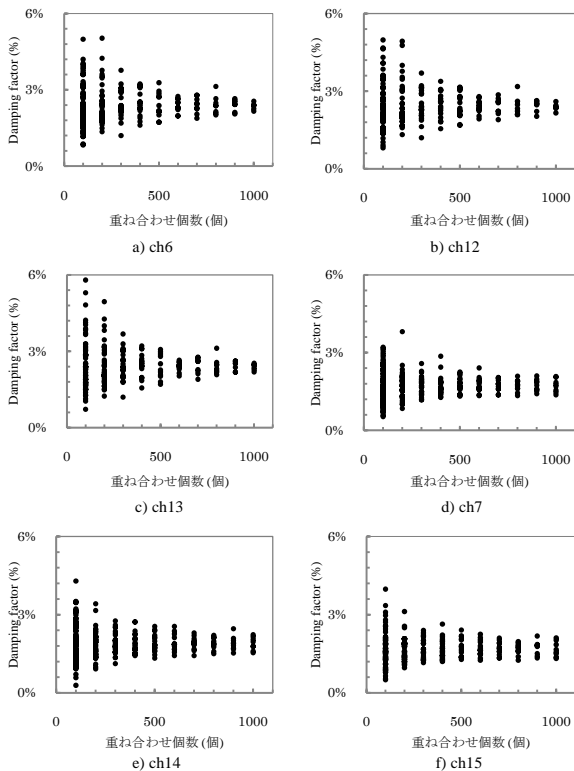 6%
6%
Damping factor (%)
Damping factor (%)
3%
3%
0%
0%
0 500 1000
0 500 1000
重ね合わせ個数 (個)
重ね合わせ個数 (個)
a) ch6
b) ch12
6%
6%
Damping factor (%)
Damping factor (%)
3%
3%
0%
0%
0 500 1000
0 500 1000
重ね合わせ個数 (個)
重ね合わせ個数 (個)
c) ch13
d) ch7
6%
6%
Damping factor (%)
Damping factor (%)
3%
3%
0%
0%
0 500 1000
0 500 1000
重ね合わせ個数 (個)
重ね合わせ個数 (個)
e) ch14
f) ch15